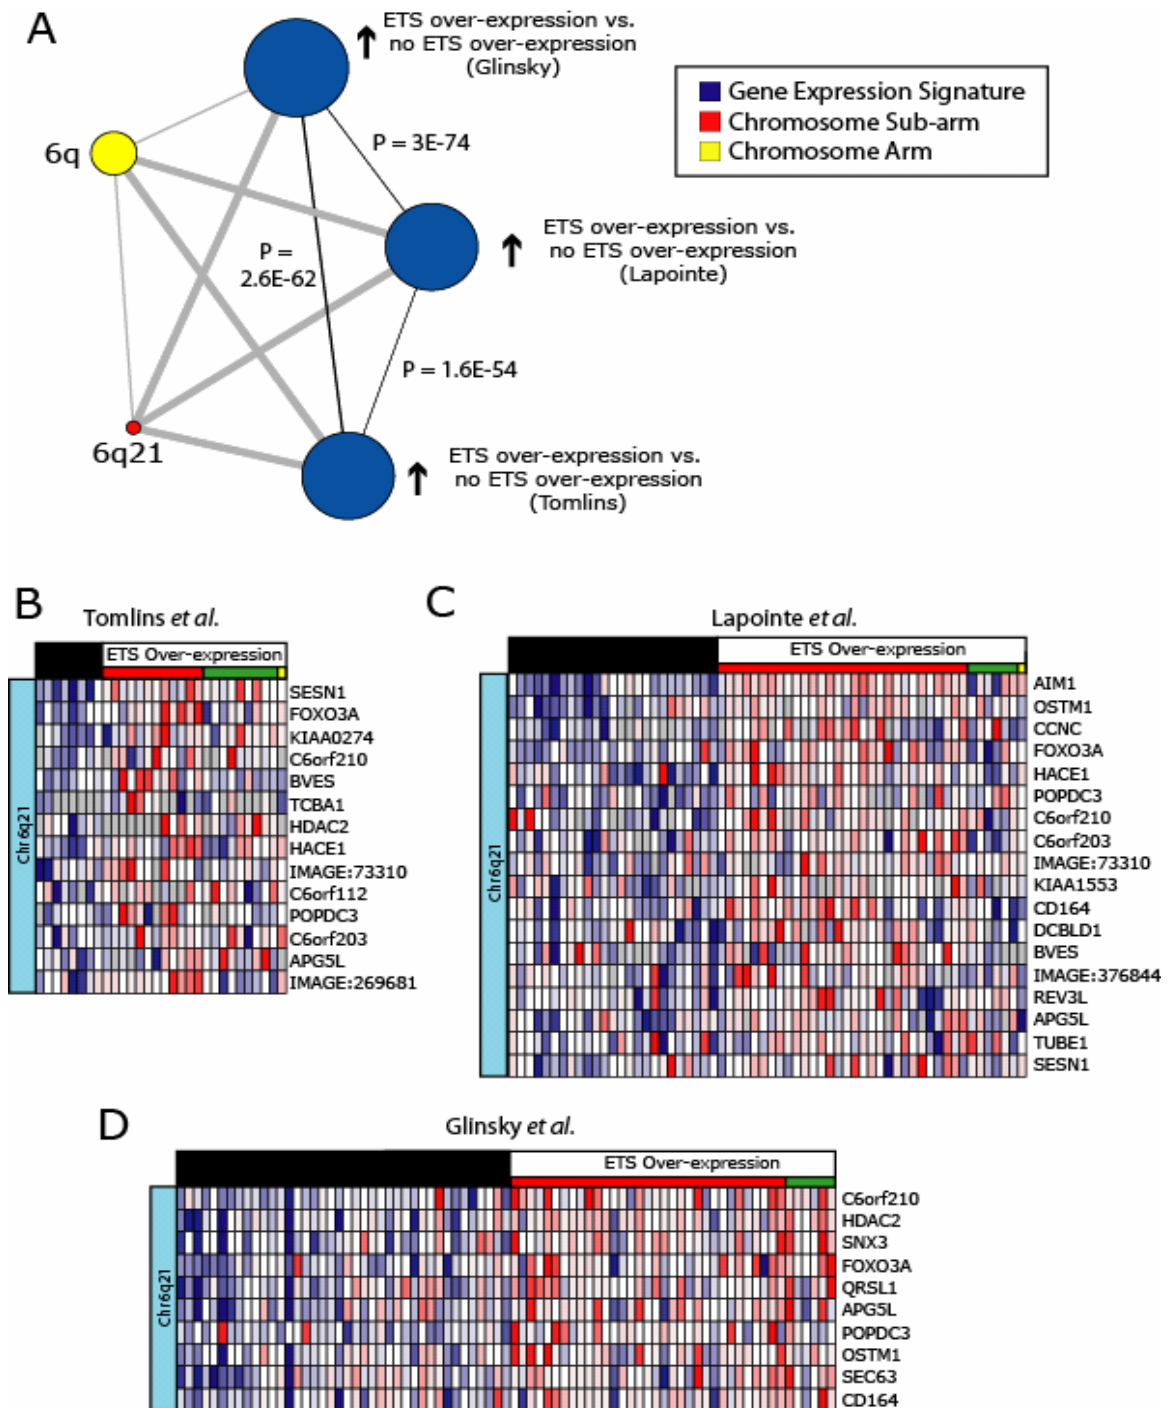 A
ETS over-expression vs.
no ETS over-expression
(Glinsky)
Gene Expression Signature
Chromosome Sub-arm
Chromosome Arm
6q
P = 3E-74
ETS over-expression vs.
no ETS over-expression
(Lapointe)
P =
2.6E-62
P = 1.6E-54
6q21
ETS over-expression vs.
no ETS over-expression
(Tomlins)
B
Tomlins et al.
ETS Over-expression
Chr6q21
SESN1
FOXO3A
KIAA0274
C6orf210
BVES
TCBA1
HDAC2
HACE1
IMAGE:73310
C6orf112
POPDC3
C6orf203
APG5L
IMAGE:269681
C
Lapointe et al.
ETS Over-expression
Chr6q21
AIM1
OSTM1
CCNC
FOXO3A
HACE1
POPDC3
C6orf210
C6orf203
IMAGE:73310
KIAA1553
CD164
DCBLD1
BVES
IMAGE:376844
REV3L
APG5L
TUBE1
SESN1
D
Glinsky et al.
ETS Over-expression
Chr6q21
C6orf210
HDAC2
SNX3
FOXO3A
QRSL1
APG5L
POPDC3
OSTM1
SEC63
CD164